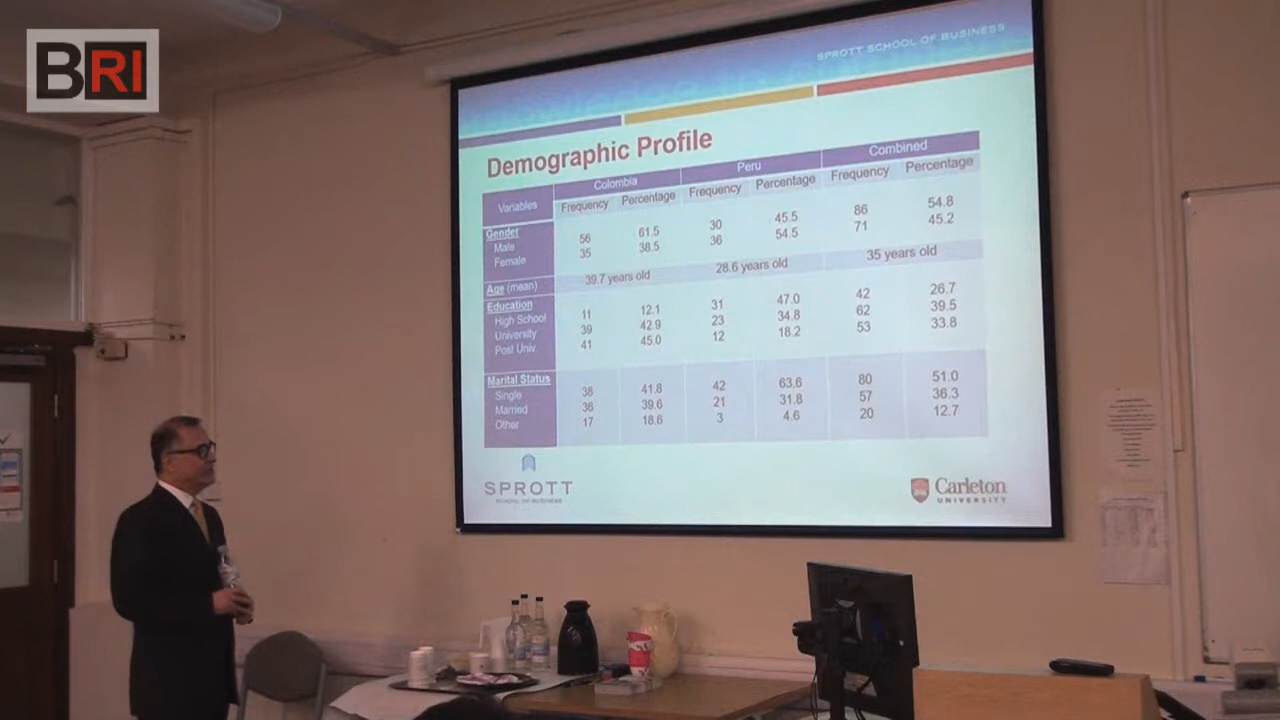 BRI
SPROTT SCHOOL OF BUSINESS
Demographic Profile
Variables Colombia Peru Combined
Frequency Percentage Frequency Percentage Frequency Percentage
Gender
Male 56 61.5 30 45.5 86 54.8
Female 35 38.5 36 54.5 71 45.2
Age (mean) 39.7 years old 28.6 years old 35 years old
Education
High School 11 12.1 31 47.0 42 26.7
University 39 42.9 23 34.8 62 39.5
Post Univ. 41 45.0 12 18.2 53 33.8
Marital Status
Single 38 41.8 42 63.6 80 51.0
Married 36 39.6 21 31.8 57 36.3
Other 17 18.6 3 4.6 20 12.7
SPROTT
SCHOOL OF BUSINESS
Carleton
UNIVERSITY